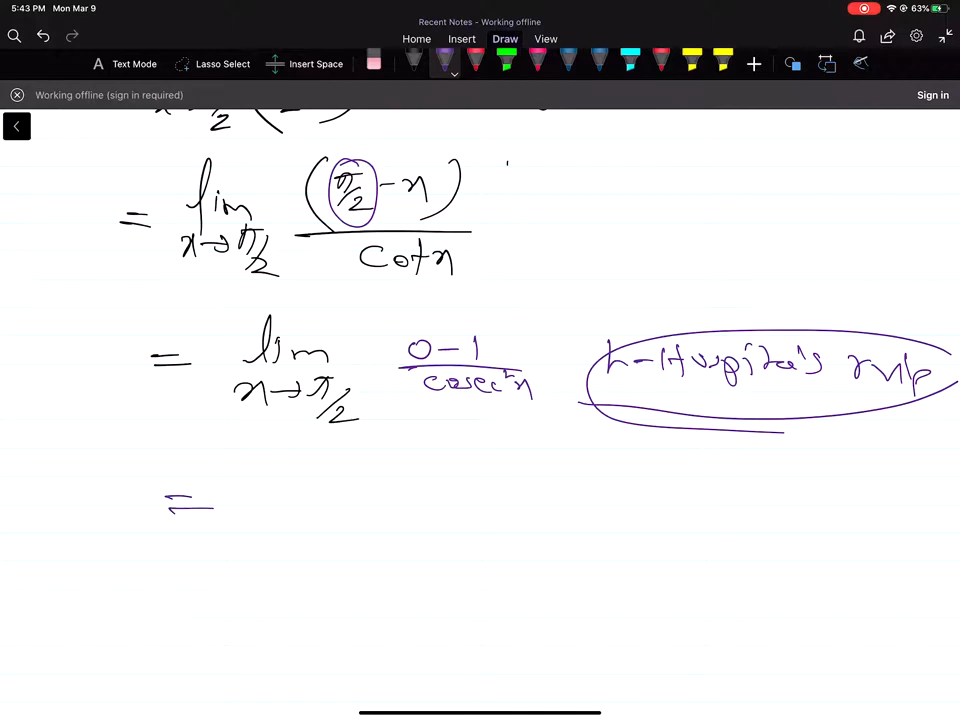 5:43 PM Mon Mar 9
63%
Recent Notes - Working offline
Home Insert Draw View
A Text Mode Lasso Select Insert Space
Working offline (sign in required) Sign in
= lim x→π/2 (π/2 - x)
cot x
= lim x→π/2 0-1
cosec²x
L-Hospital's rule
=